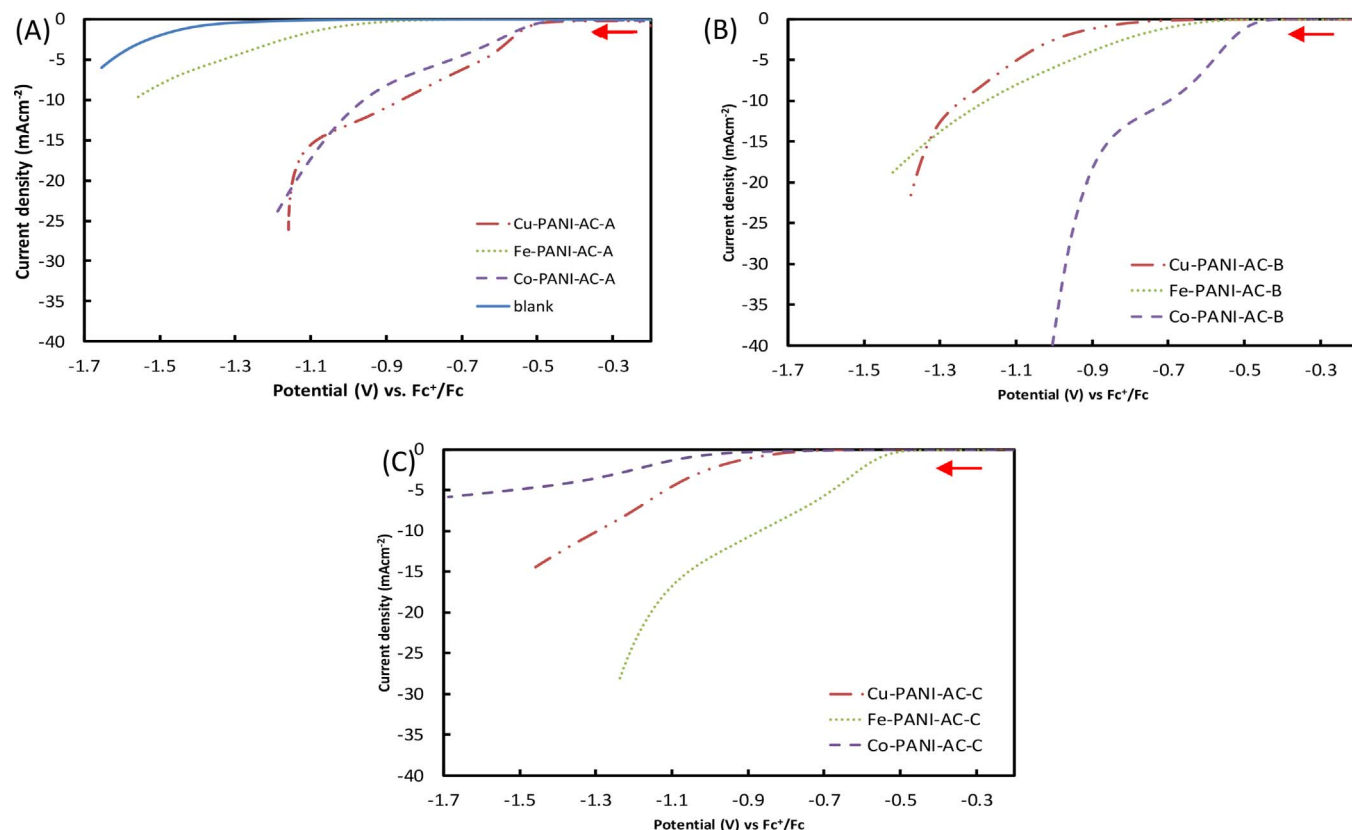 (A)
0
-5
-10
-15
-20
-25
-30
-35
-40
Current density (mAcm⁻²)
Cu-PANI-AC-A
Fe-PANI-AC-A
Co-PANI-AC-A
blank
-1.7 -1.5 -1.3 -1.1 -0.9 -0.7 -0.5 -0.3
Potential (V) vs. Fc⁺/Fc
(B)
0
-5
-10
-15
-20
-25
-30
-35
-40
Current density (mAcm⁻²)
Cu-PANI-AC-B
Fe-PANI-AC-B
Co-PANI-AC-B
-1.7 -1.5 -1.3 -1.1 -0.9 -0.7 -0.5 -0.3
Potential (V) vs Fc⁺/Fc
(C)
0
-5
-10
-15
-20
-25
-30
-35
-40
Current density (mAcm⁻²)
Cu-PANI-AC-C
Fe-PANI-AC-C
Co-PANI-AC-C
-1.7 -1.5 -1.3 -1.1 -0.9 -0.7 -0.5 -0.3
Potential (V) vs Fc⁺/Fc